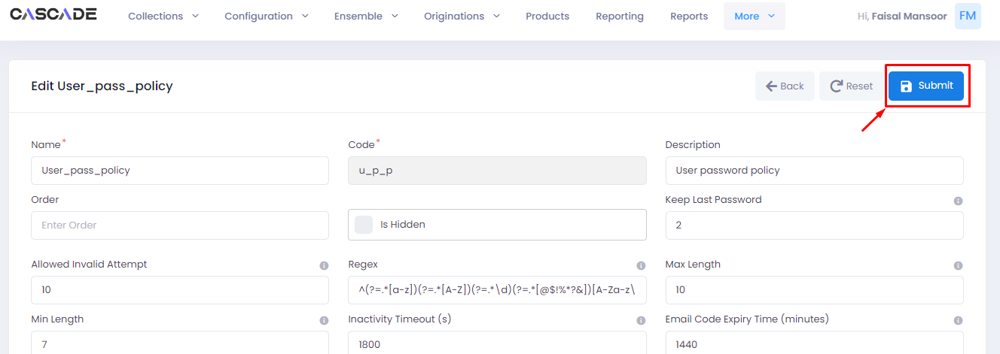 CASCADE Collections Configuration Ensemble Originations Products Reporting Reports More Hi, Faisal Mansoor FM
Edit User_pass_policy Back Reset Submit
Name* Code* Description
User_pass_policy u_p_p User password policy
Order Keep Last Password
Enter Order Is Hidden 2
Allowed Invalid Attempt Regex Max Length
10 ^(?=.*[a-z])(?=.*[A-Z])(?=.*\d)(?=.*[@$!%*?&])[A-Za-z\ 10
Min Length Inactivity Timeout (s) Email Code Expiry Time (minutes)
7 1800 1440